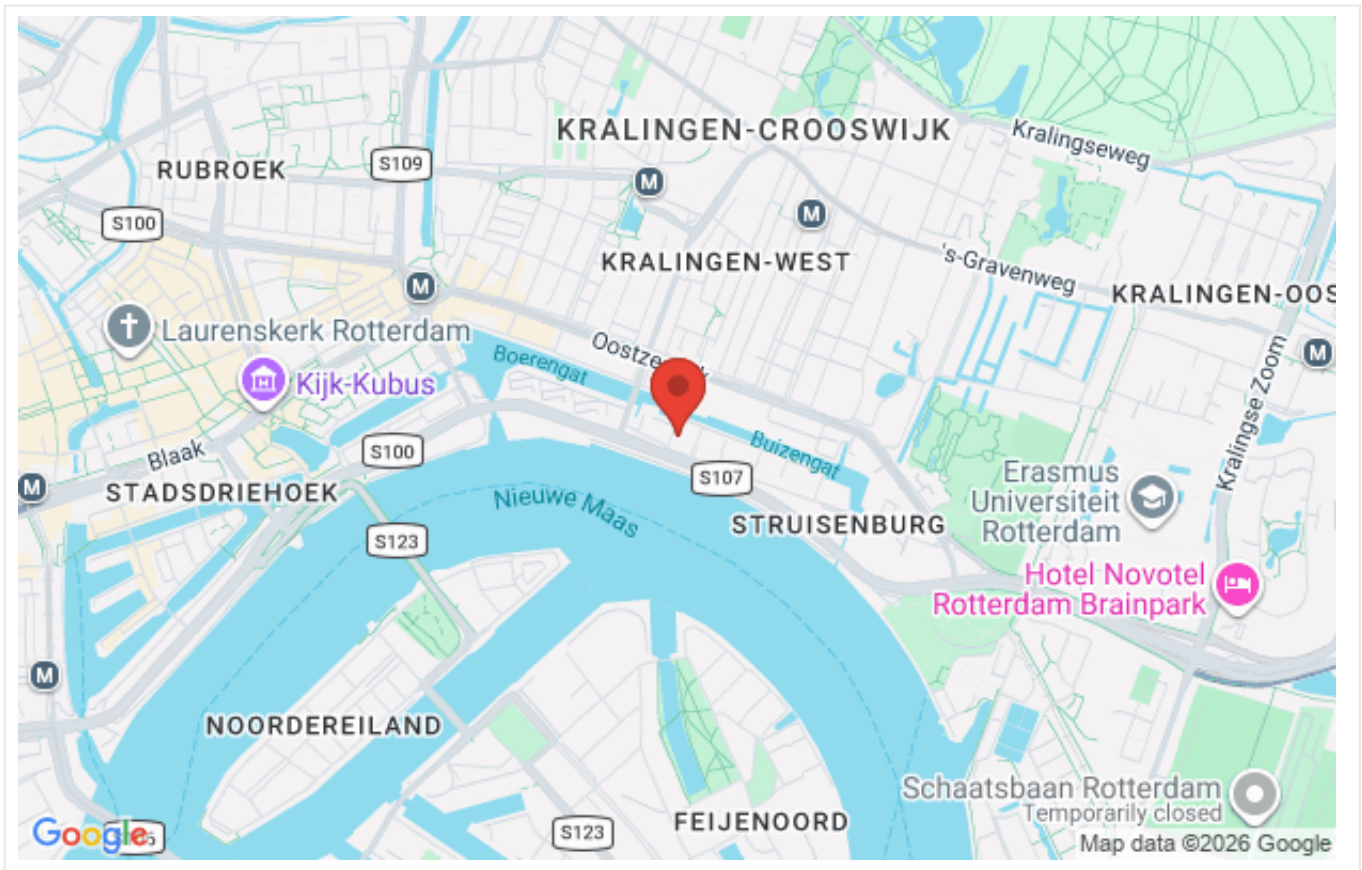 KRALINGEN-CROOSWIJK
Kralingseweg
RUBROEK
S109
M
M
S100
KRALINGEN-WEST
's-Gravenweg
M
KRALINGEN-OOS
Laurenskerk Rotterdam
Oostze
k
Boerengat
M
Kijk-Kubus
Kralingse Zoom
Blaak
S100
Buizengat
M
STADSDRIEHOEK
S107
Nieuwe Maas
Erasmus
Universiteit
Rotterdam
STRUISENBURG
S123
Hotel Novotel
Rotterdam Brainpark
M
NOORDEREILAND
Schaatsbaan Rotterdam
Temporarily closed
FEIJENOORD
S123
Google
Map data ©2026 Google